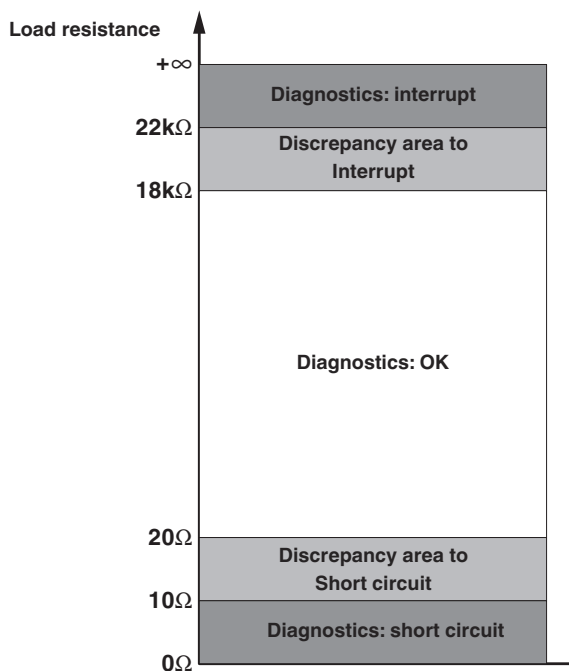 Load resistance
+∞
Diagnostics: interrupt
22kΩ
Discrepancy area to
Interrupt
18kΩ
Diagnostics: OK
20Ω
Discrepancy area to
Short circuit
10Ω
Diagnostics: short circuit
0Ω